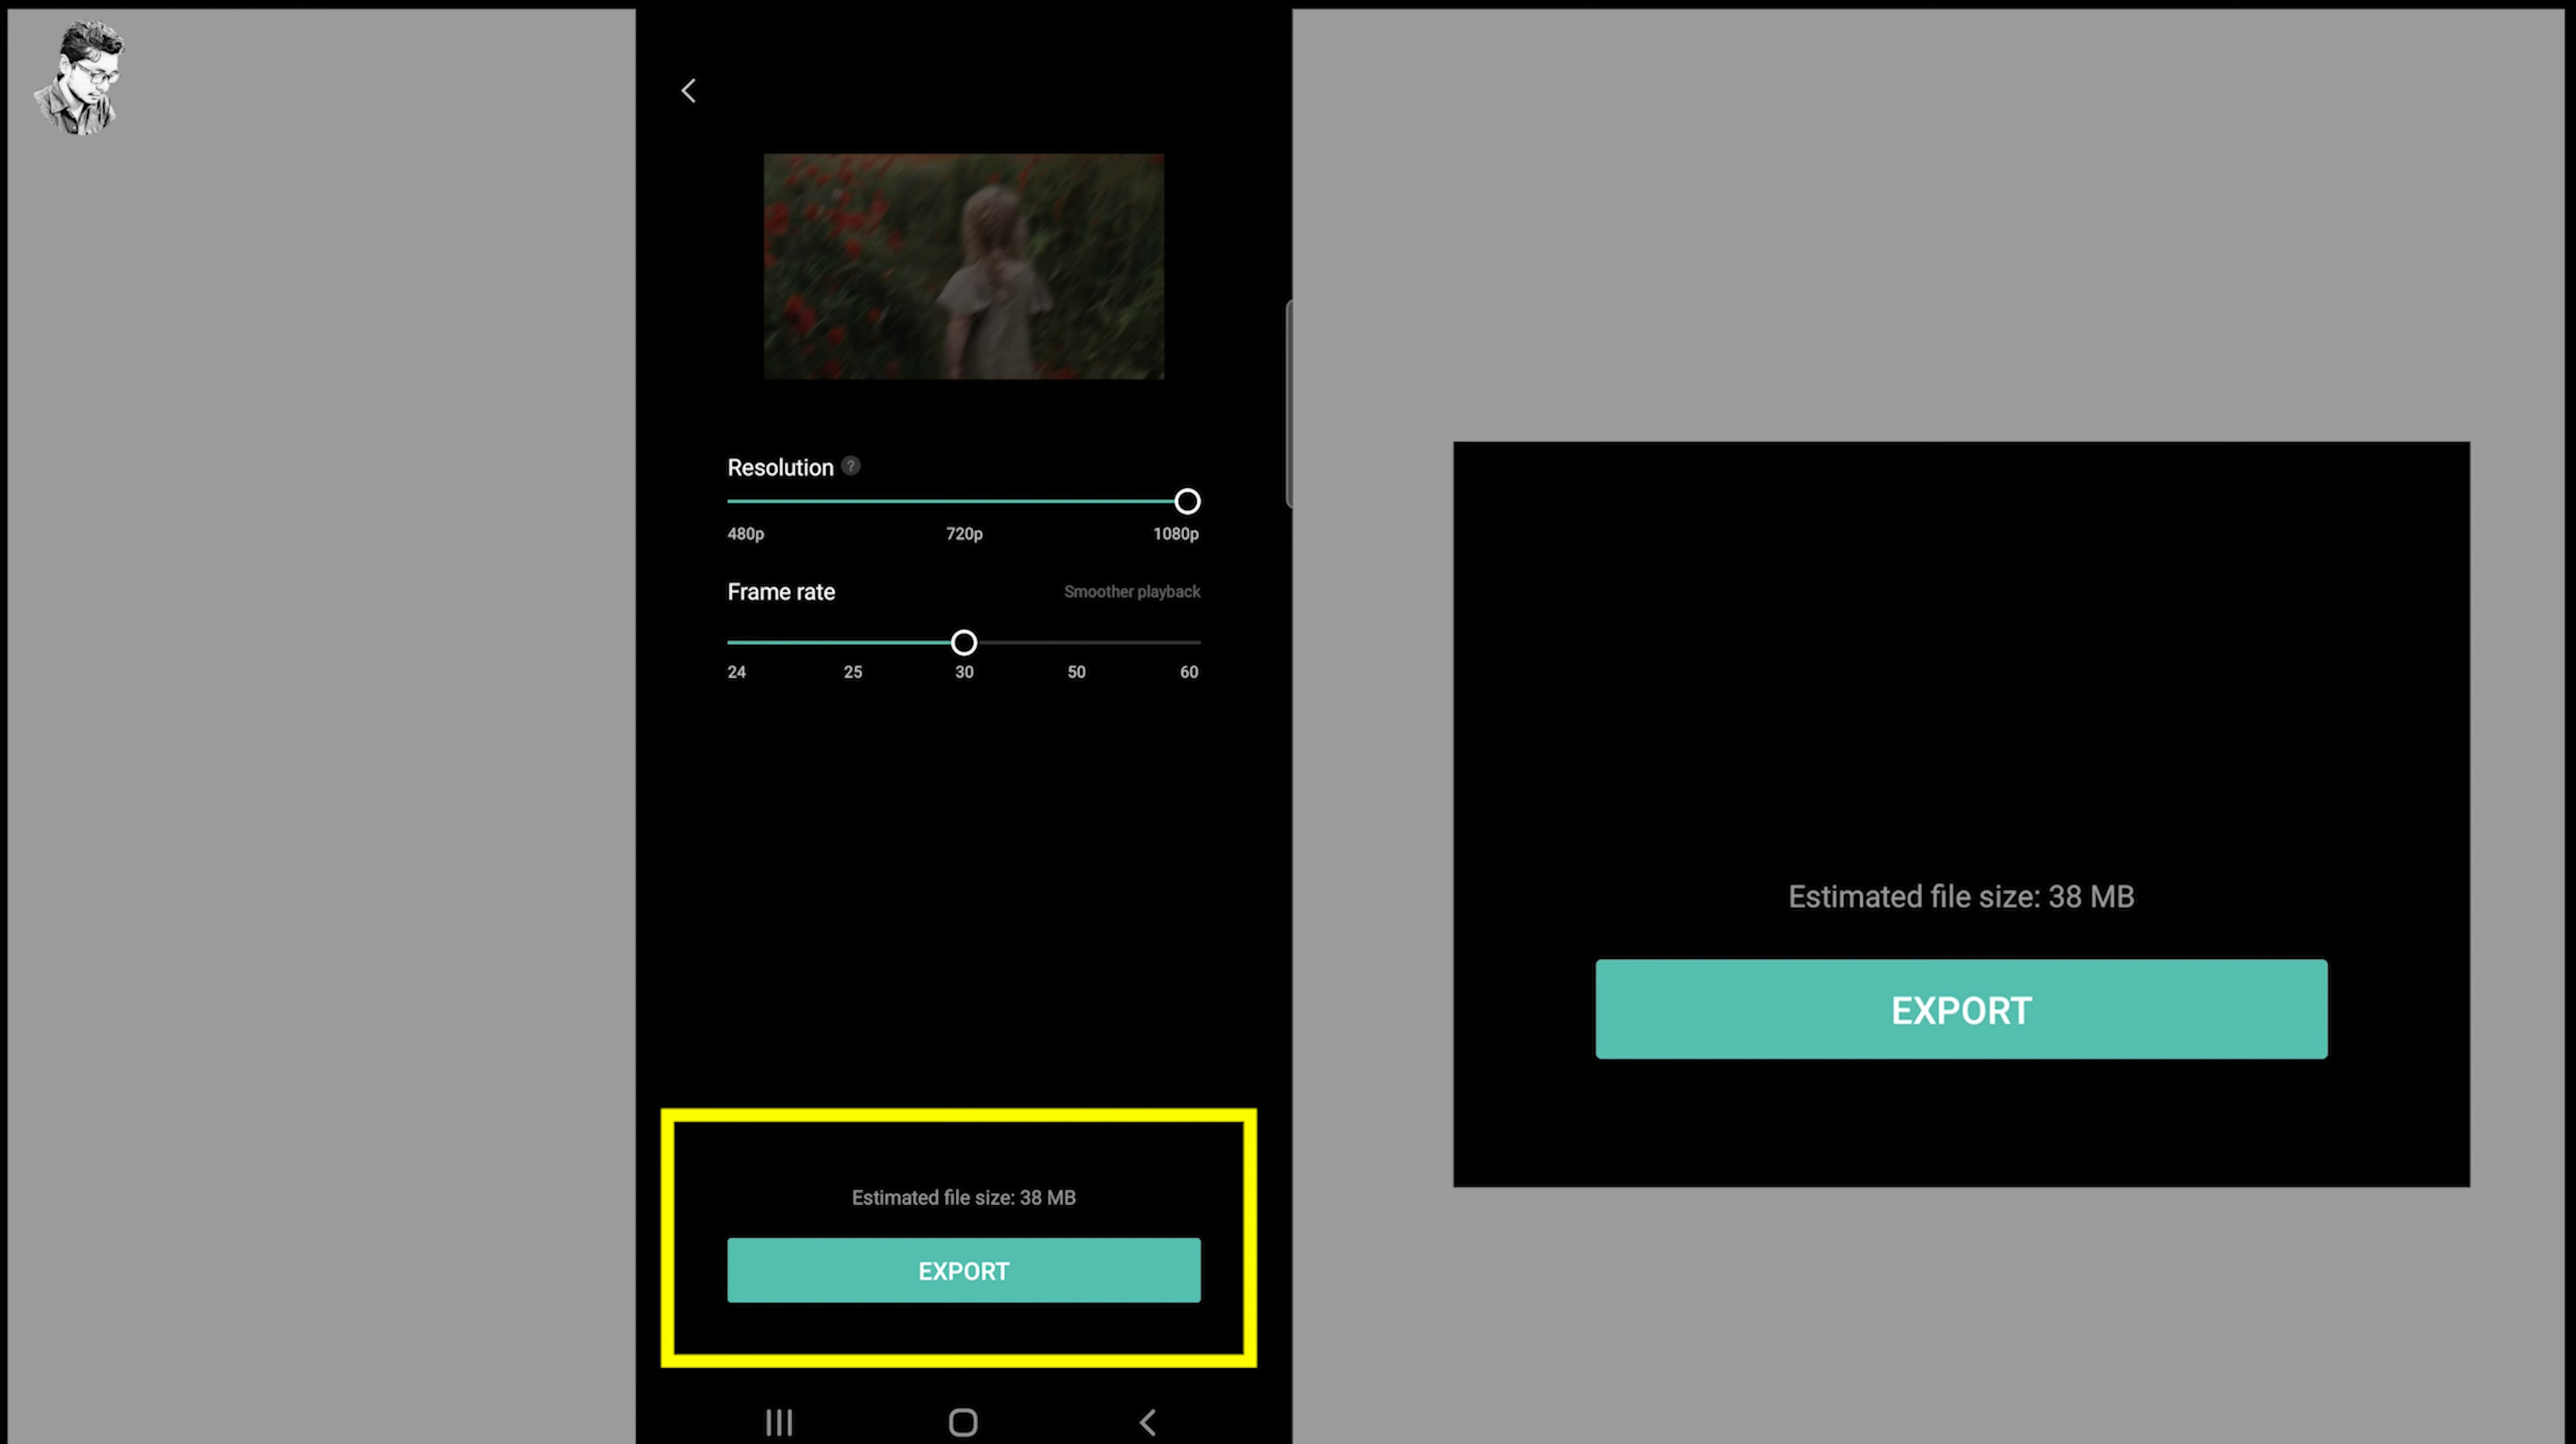 Resolution ?
480p 720p 1080p
Frame rate Smoother playback
24 25 30 50 60
Estimated file size: 38 MB
EXPORT
Estimated file size: 38 MB
EXPORT